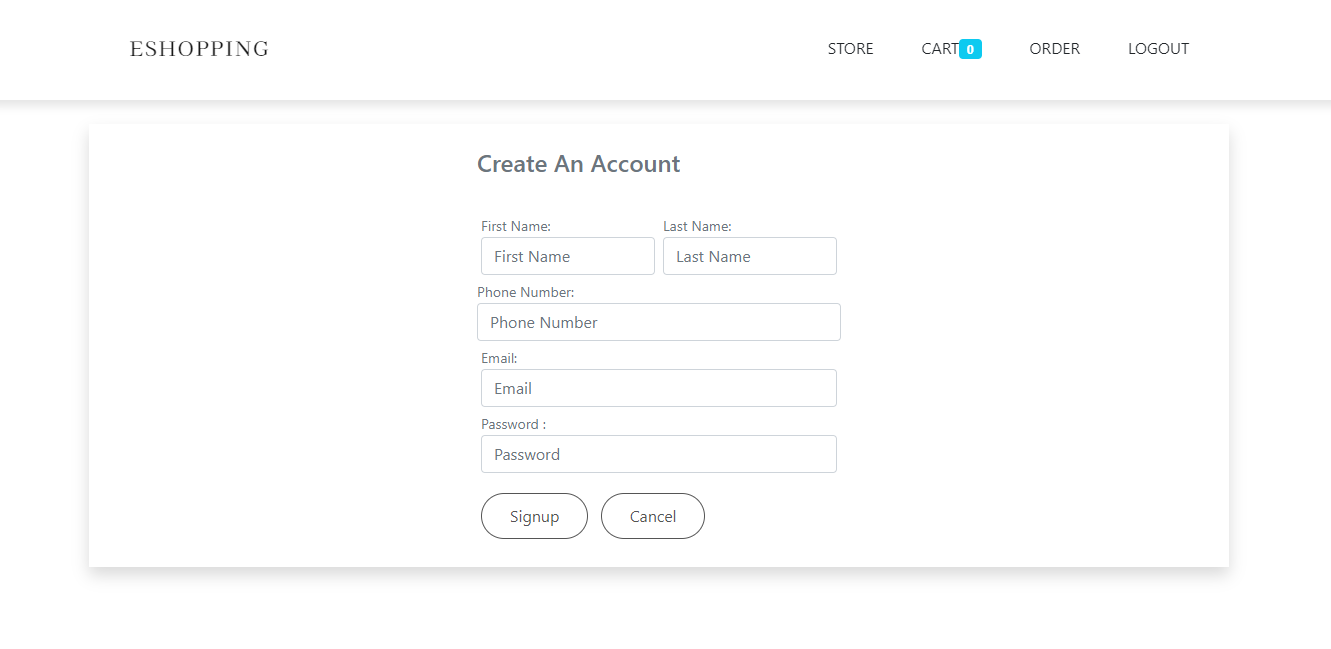 ESHOPPING STORE CART 0 ORDER LOGOUT
Create An Account
First Name: Last Name:
First Name Last Name
Phone Number:
Phone Number
Email:
Email
Password :
Password
Signup Cancel